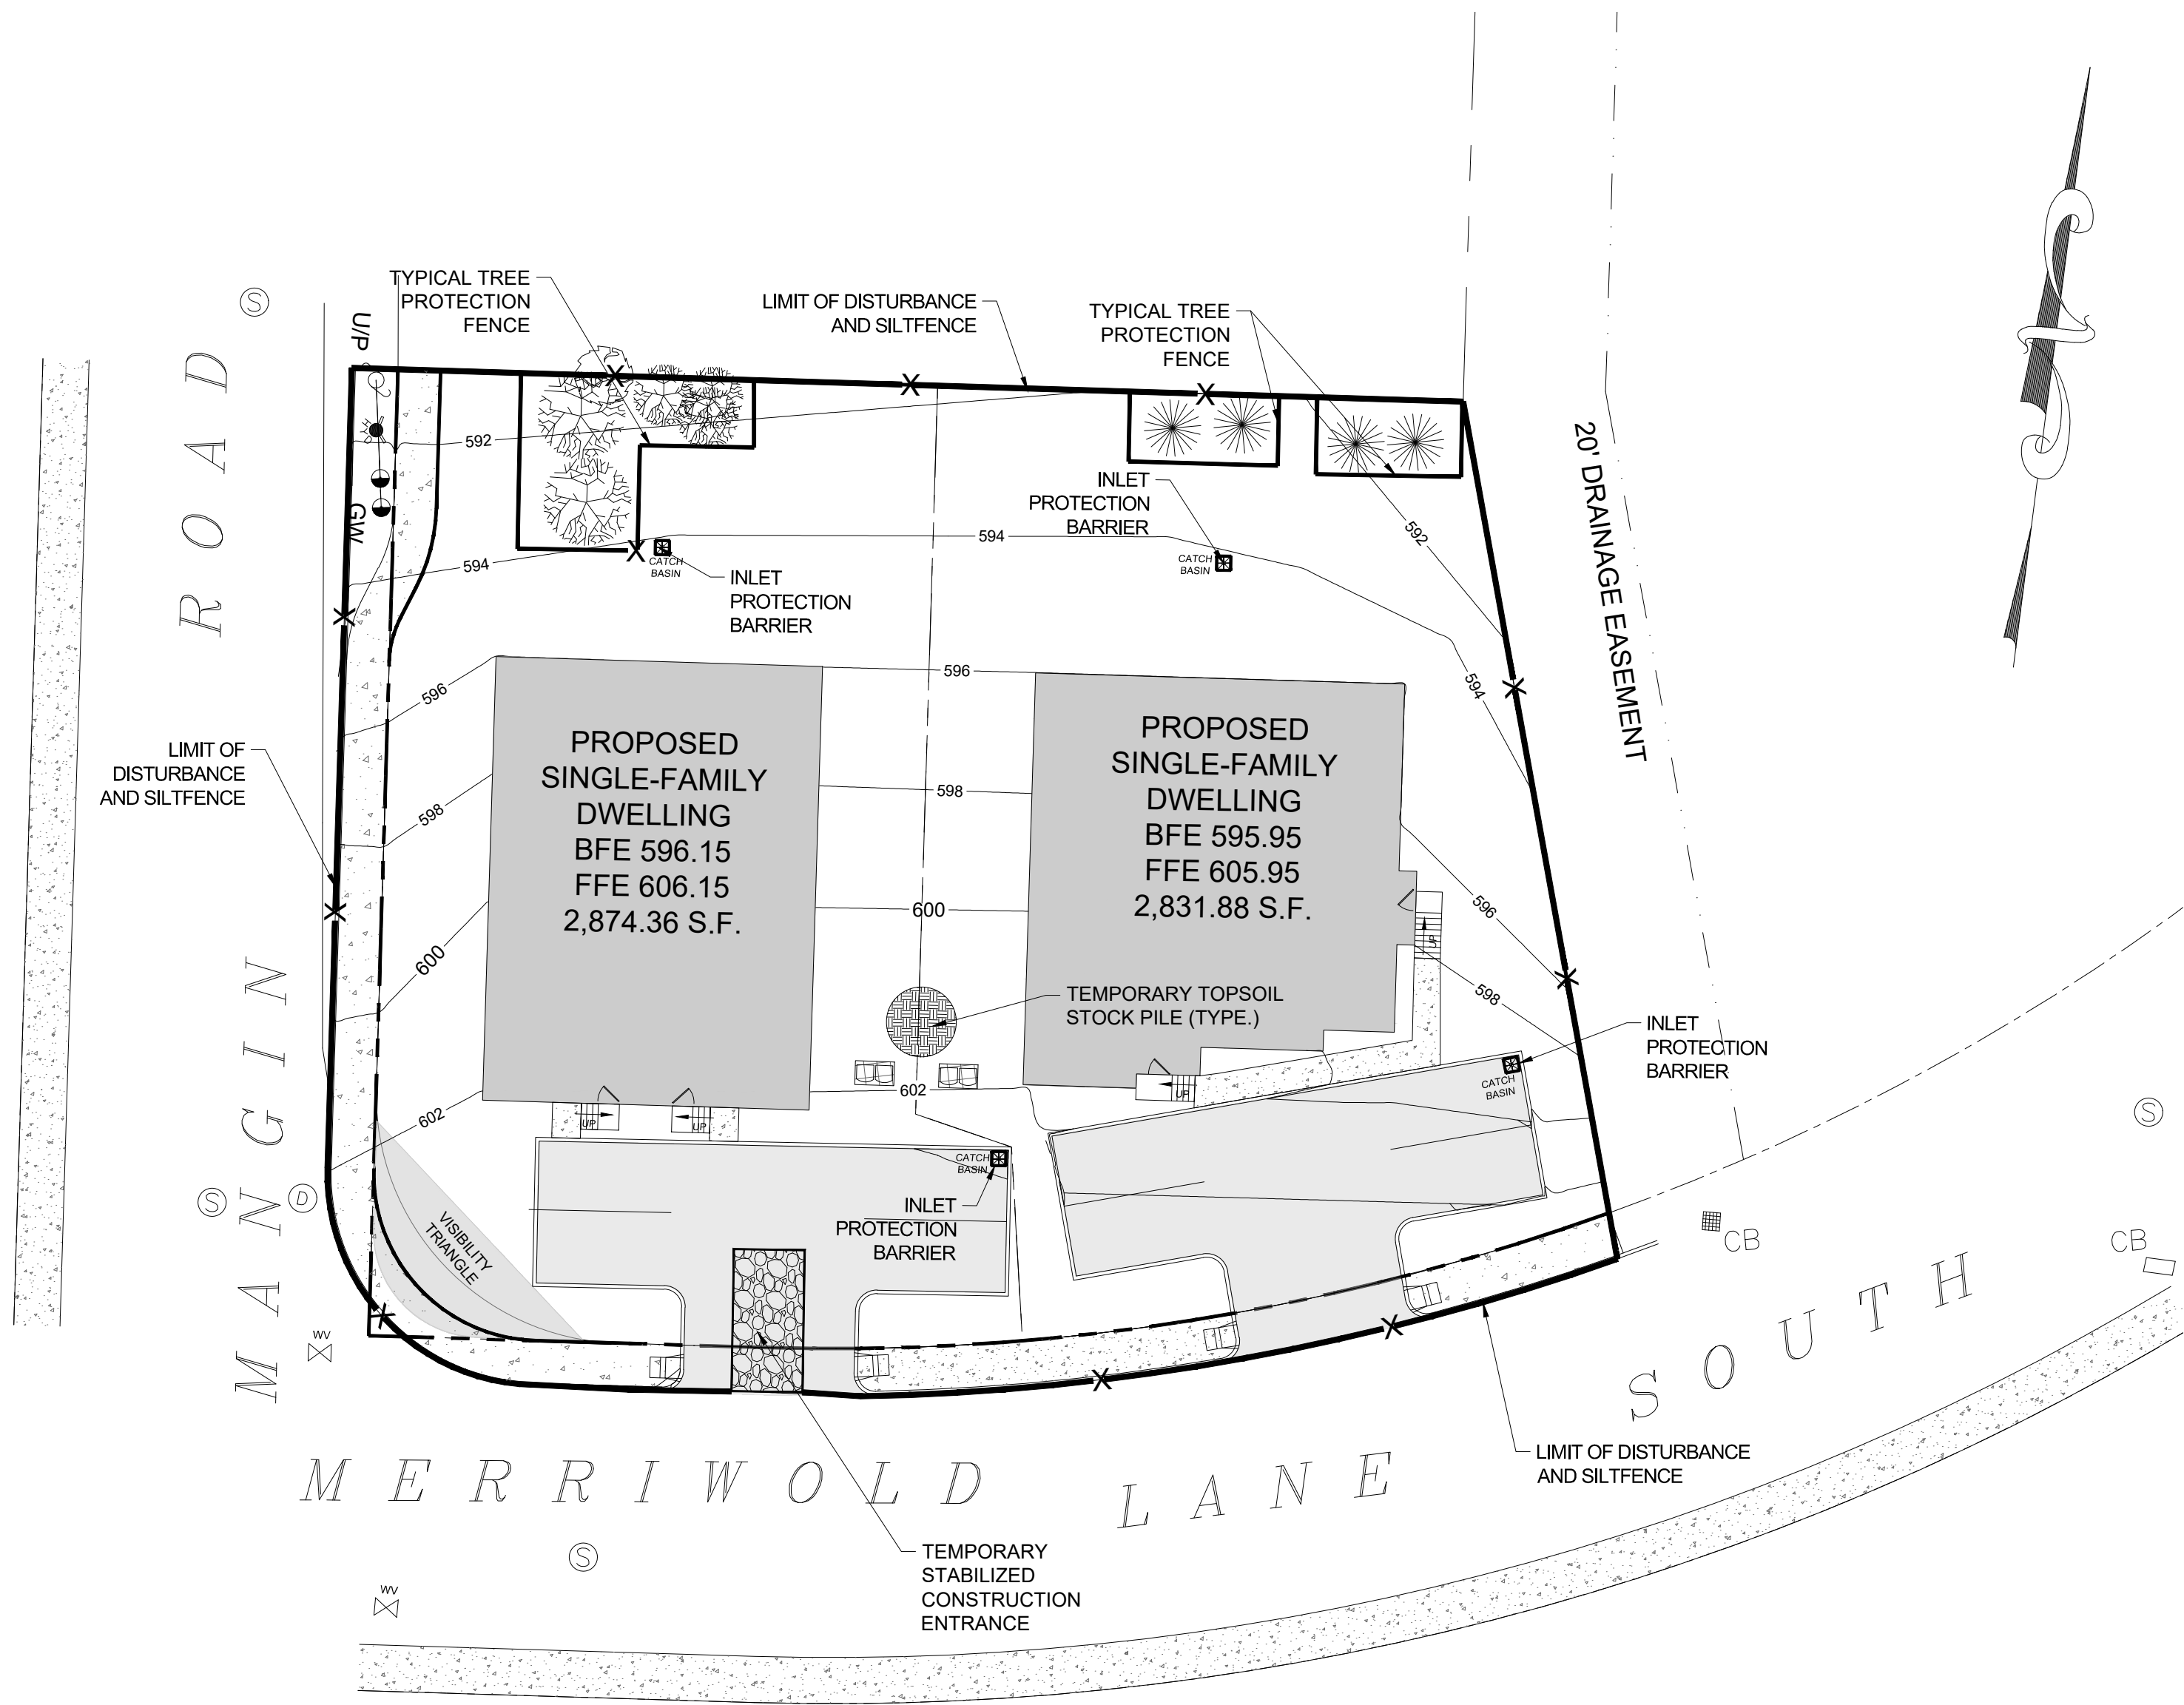 TYPICAL TREE
PROTECTION
FENCE
LIMIT OF DISTURBANCE
AND SILTFENCE
TYPICAL TREE
PROTECTION
FENCE
S
U/P
GW
ROAD
MANGIN
592
592
594
594
594
INLET
PROTECTION
BARRIER
CATCH
BASIN
CATCH
BASIN
INLET
PROTECTION
BARRIER
20' DRAINAGE EASEMENT
596
596
596
598
598
598
600
600
602
602
LIMIT OF
DISTURBANCE
AND SILTFENCE
PROPOSED
SINGLE-FAMILY
DWELLING
BFE 596.15
FFE 606.15
2,874.36 S.F.
PROPOSED
SINGLE-FAMILY
DWELLING
BFE 595.95
FFE 605.95
2,831.88 S.F.
UP
TEMPORARY TOPSOIL
STOCK PILE (TYPE.)
INLET
PROTECTION
BARRIER
CATCH
BASIN
UP
UP
UP
S
CATCH
BASIN
INLET
PROTECTION
BARRIER
S
D
VISIBILITY
TRIANGLE
CB
CB
WV
MERRIWOLD LANE SOUTH
LIMIT OF DISTURBANCE
AND SILTFENCE
S
TEMPORARY
STABILIZED
CONSTRUCTION
ENTRANCE
WV